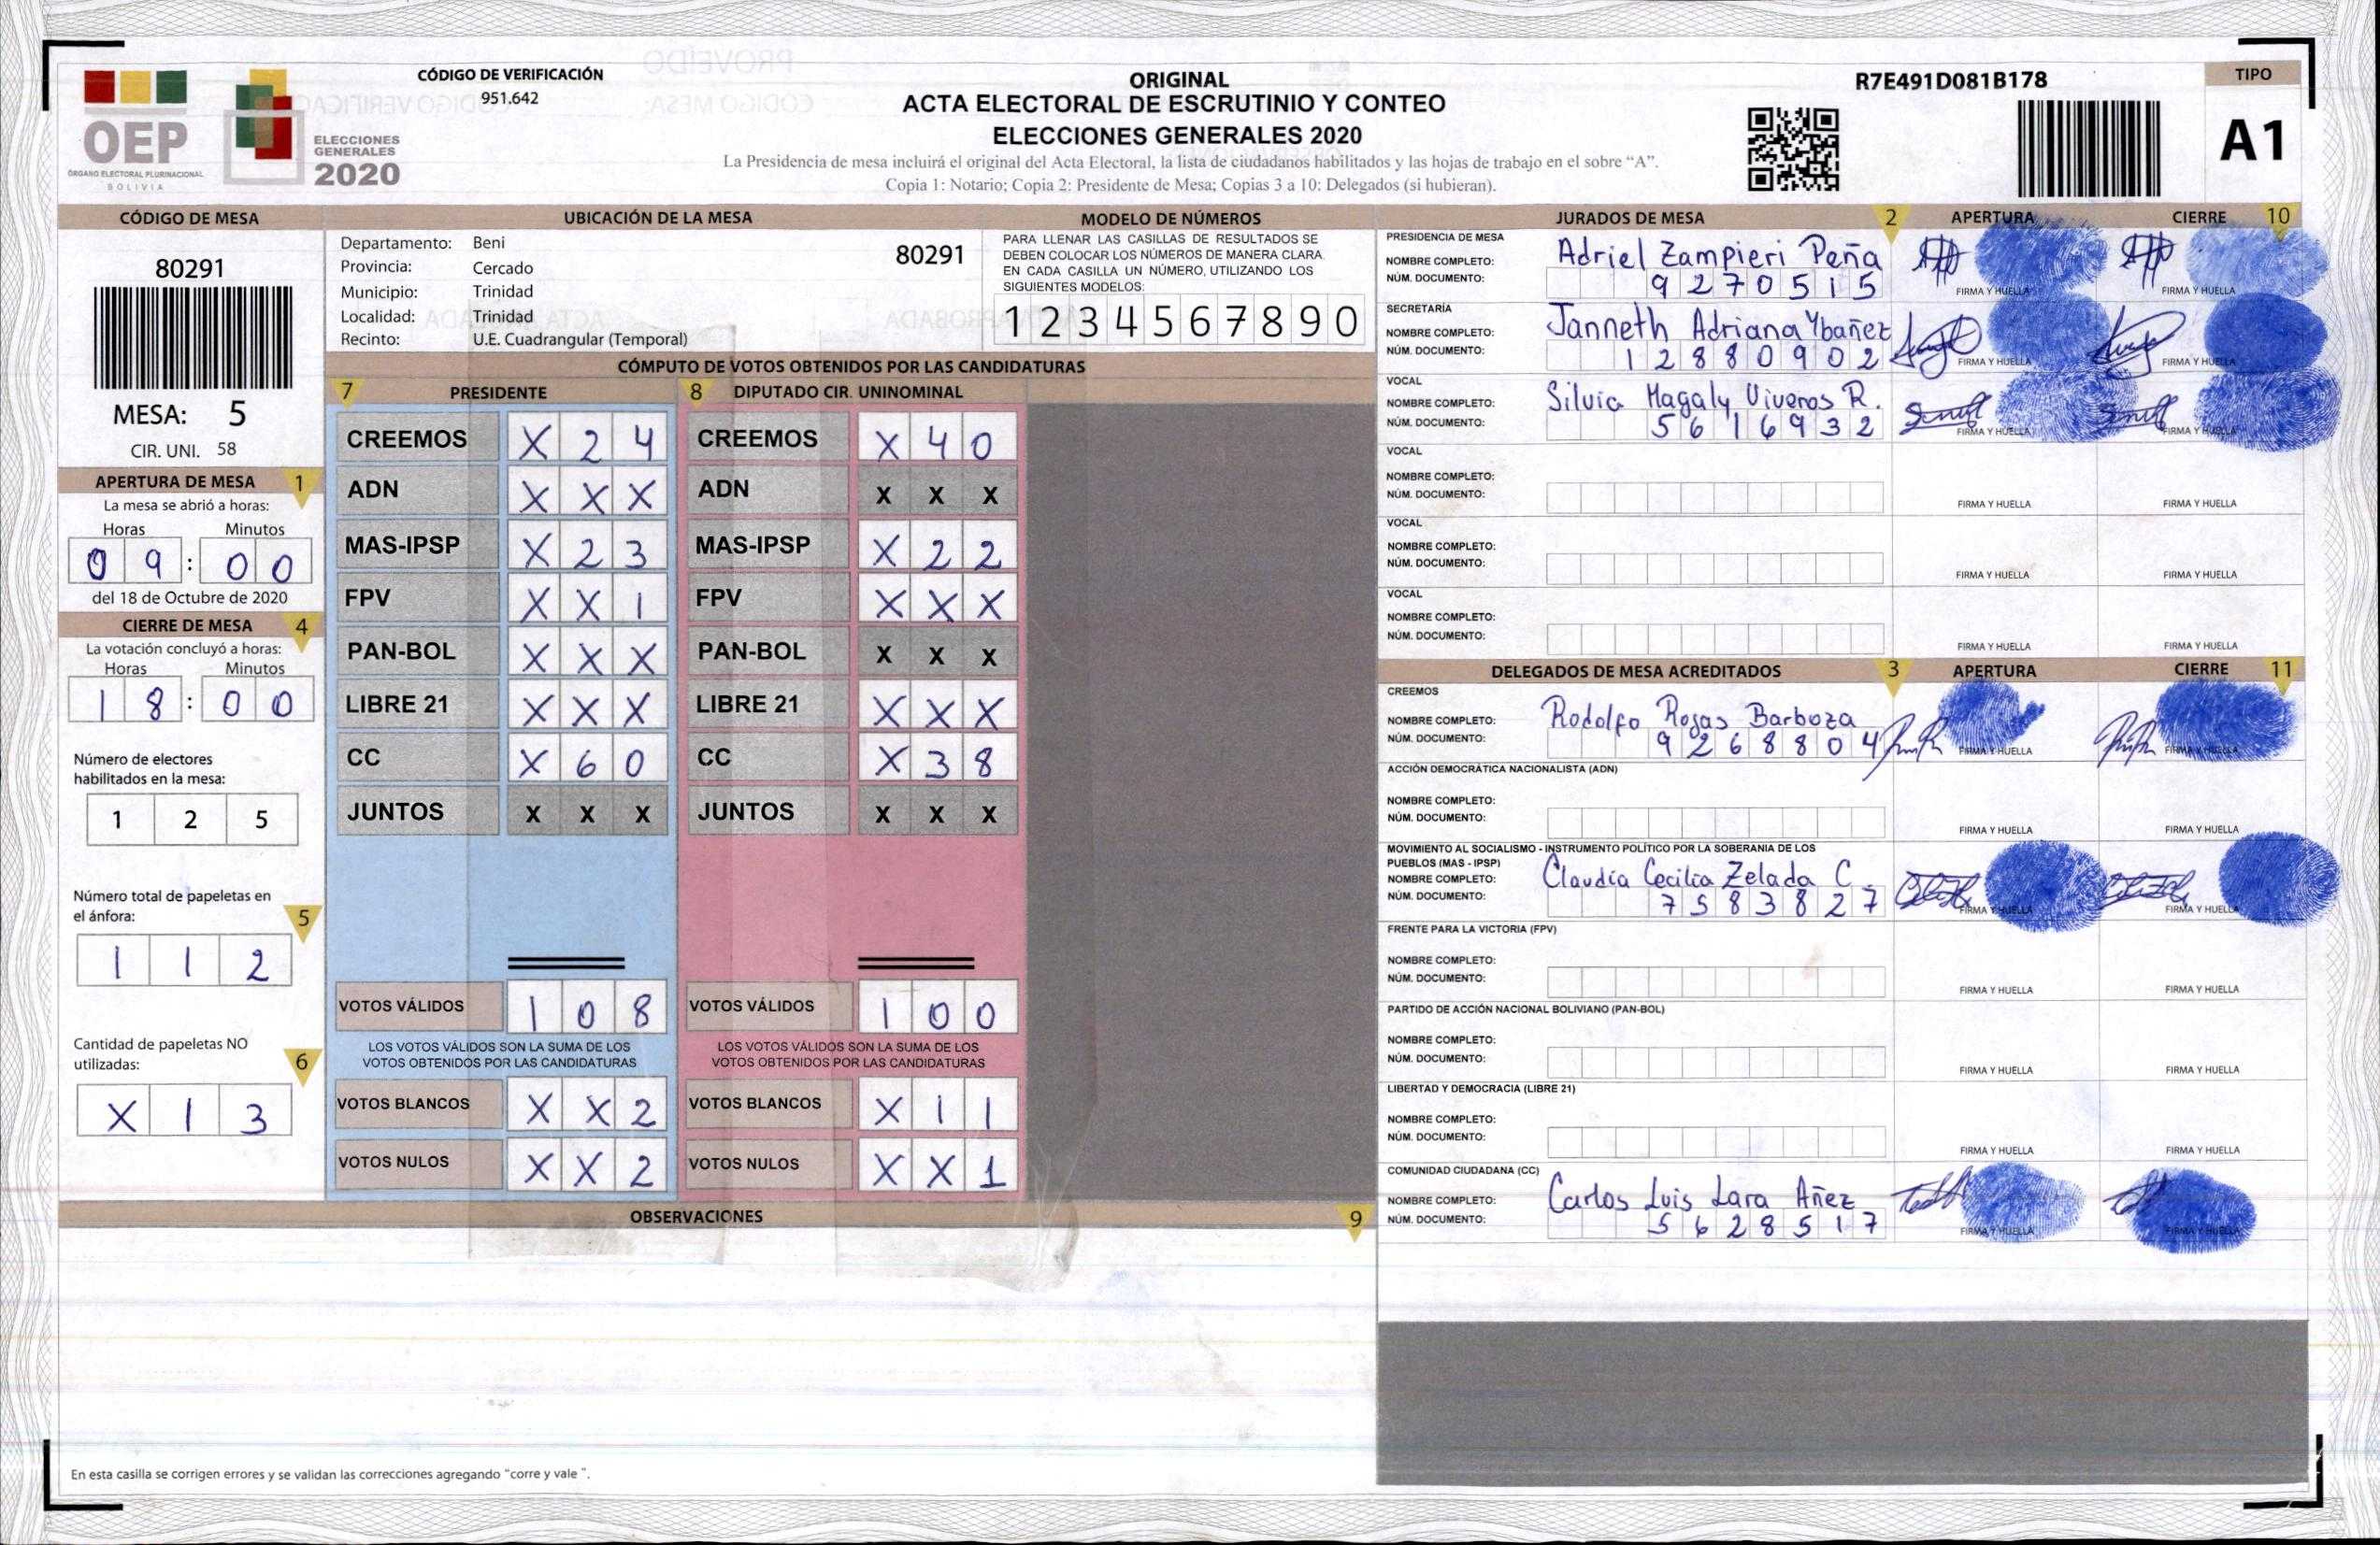 CÓDIGO DE VERIFICACIÓN
951.642
OEP
ÓRGANO ELECTORAL PLURINACIONAL
BOLIVIA
ELECCIONES
GENERALES
2020
ORIGINAL
ACTA ELECTORAL DE ESCRUTINIO Y CONTEO
ELECCIONES GENERALES 2020
La Presidencia de mesa incluirá el original del Acta Electoral, la lista de ciudadanos habilitados y las hojas de trabajo en el sobre “A”.
Copia 1: Notario; Copia 2: Presidente de Mesa; Copias 3 a 10: Delegados (si hubieran).
R7E491D081B178
TIPO
A1
CÓDIGO DE MESA
80291
MESA: 5
CIR. UNI. 58
APERTURA DE MESA 1
La mesa se abrió a horas:
Horas Minutos
09:00
del 18 de Octubre de 2020
CIERRE DE MESA 4
La votación concluyó a horas:
Horas Minutos
18:00
Número de electores
habilitados en la mesa:
1 2 5
Número total de papeletas en
el ánfora: 5
1 1 2
Cantidad de papeletas NO
utilizadas: 6
X 1 3
UBICACIÓN DE LA MESA
Departamento: Beni 80291
Provincia: Cercado
Municipio: Trinidad
Localidad: Trinidad
Recinto: U.E. Cuadrangular (Temporal)
MODELO DE NÚMEROS
PARA LLENAR LAS CASILLAS DE RESULTADOS SE
DEBEN COLOCAR LOS NÚMEROS DE MANERA CLARA.
EN CADA CASILLA UN NÚMERO, UTILIZANDO LOS
SIGUIENTES MODELOS:
1 2 3 4 5 6 7 8 9 0
CÓMPUTO DE VOTOS OBTENIDOS POR LAS CANDIDATURAS
7 PRESIDENTE 8 DIPUTADO CIR. UNINOMINAL
CREEMOS X 2 4 CREEMOS X 4 0
ADN X X X ADN X X X
MAS-IPSP X 2 3 MAS-IPSP X 2 2
FPV X X 1 FPV X X X
PAN-BOL X X X PAN-BOL X X X
LIBRE 21 X X X LIBRE 21 X X X
CC X 6 0 CC X 3 8
JUNTOS X X X JUNTOS X X X
VOTOS VÁLIDOS 1 0 8 VOTOS VÁLIDOS 1 0 0
LOS VOTOS VÁLIDOS SON LA SUMA DE LOS LOS VOTOS VÁLIDOS SON LA SUMA DE LOS
VOTOS OBTENIDOS POR LAS CANDIDATURAS VOTOS OBTENIDOS POR LAS CANDIDATURAS
VOTOS BLANCOS X X 2 VOTOS BLANCOS X 1 1
VOTOS NULOS X X 2 VOTOS NULOS X X 1
OBSERVACIONES 9
En esta casilla se corrigen errores y se validan las correcciones agregando "corre y vale ".
JURADOS DE MESA 2 APERTURA CIERRE 10
PRESIDENCIA DE MESA
NOMBRE COMPLETO: Adriel Zampieri Peña
NÚM. DOCUMENTO: 9270515 FIRMA Y HUELLA FIRMA Y HUELLA
SECRETARÍA
NOMBRE COMPLETO: Janneth Adriana Ybañez
NÚM. DOCUMENTO: 12880902 FIRMA Y HUELLA FIRMA Y HUELLA
VOCAL
NOMBRE COMPLETO: Silvia Magaly Viveros R.
NÚM. DOCUMENTO: 5616932 FIRMA Y HUELLA FIRMA Y HUELLA
VOCAL
NOMBRE COMPLETO:
NÚM. DOCUMENTO: FIRMA Y HUELLA FIRMA Y HUELLA
VOCAL
NOMBRE COMPLETO:
NÚM. DOCUMENTO: FIRMA Y HUELLA FIRMA Y HUELLA
VOCAL
NOMBRE COMPLETO:
NÚM. DOCUMENTO: FIRMA Y HUELLA FIRMA Y HUELLA
DELEGADOS DE MESA ACREDITADOS 3 APERTURA CIERRE 11
CREEMOS
NOMBRE COMPLETO: Rodolfo Rojas Barboza
NÚM. DOCUMENTO: 9268804 FIRMA Y HUELLA FIRMA Y HUELLA
ACCIÓN DEMOCRÁTICA NACIONALISTA (ADN)
NOMBRE COMPLETO:
NÚM. DOCUMENTO: FIRMA Y HUELLA FIRMA Y HUELLA
MOVIMIENTO AL SOCIALISMO - INSTRUMENTO POLÍTICO POR LA SOBERANIA DE LOS
PUEBLOS (MAS - IPSP)
NOMBRE COMPLETO: Claudia Cecilia Zelada C.
NÚM. DOCUMENTO: 7583827 FIRMA Y HUELLA FIRMA Y HUELLA
FRENTE PARA LA VICTORIA (FPV)
NOMBRE COMPLETO:
NÚM. DOCUMENTO: FIRMA Y HUELLA FIRMA Y HUELLA
PARTIDO DE ACCIÓN NACIONAL BOLIVIANO (PAN-BOL)
NOMBRE COMPLETO:
NÚM. DOCUMENTO: FIRMA Y HUELLA FIRMA Y HUELLA
LIBERTAD Y DEMOCRACIA (LIBRE 21)
NOMBRE COMPLETO:
NÚM. DOCUMENTO: FIRMA Y HUELLA FIRMA Y HUELLA
COMUNIDAD CIUDADANA (CC)
NOMBRE COMPLETO: Carlos Luis Lara Añez
NÚM. DOCUMENTO: 5628517 FIRMA Y HUELLA FIRMA Y HUELLA